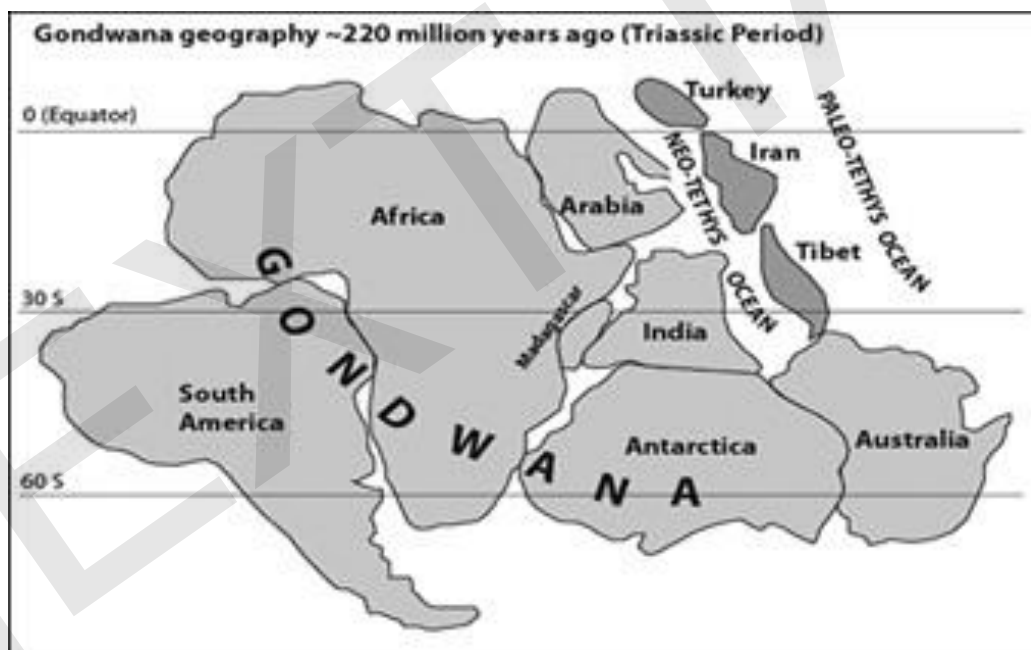 Gondwana geography ~220 million years ago (Triassic Period)
Turkey
0 (Equator)
PALEO-TETHYS OCEAN
NEO-TETHYS OCEAN
Iran
Africa
Arabia
Tibet
30 S
Madagascar
India
South
America
Antarctica
Australia
60 S
GONDWANA